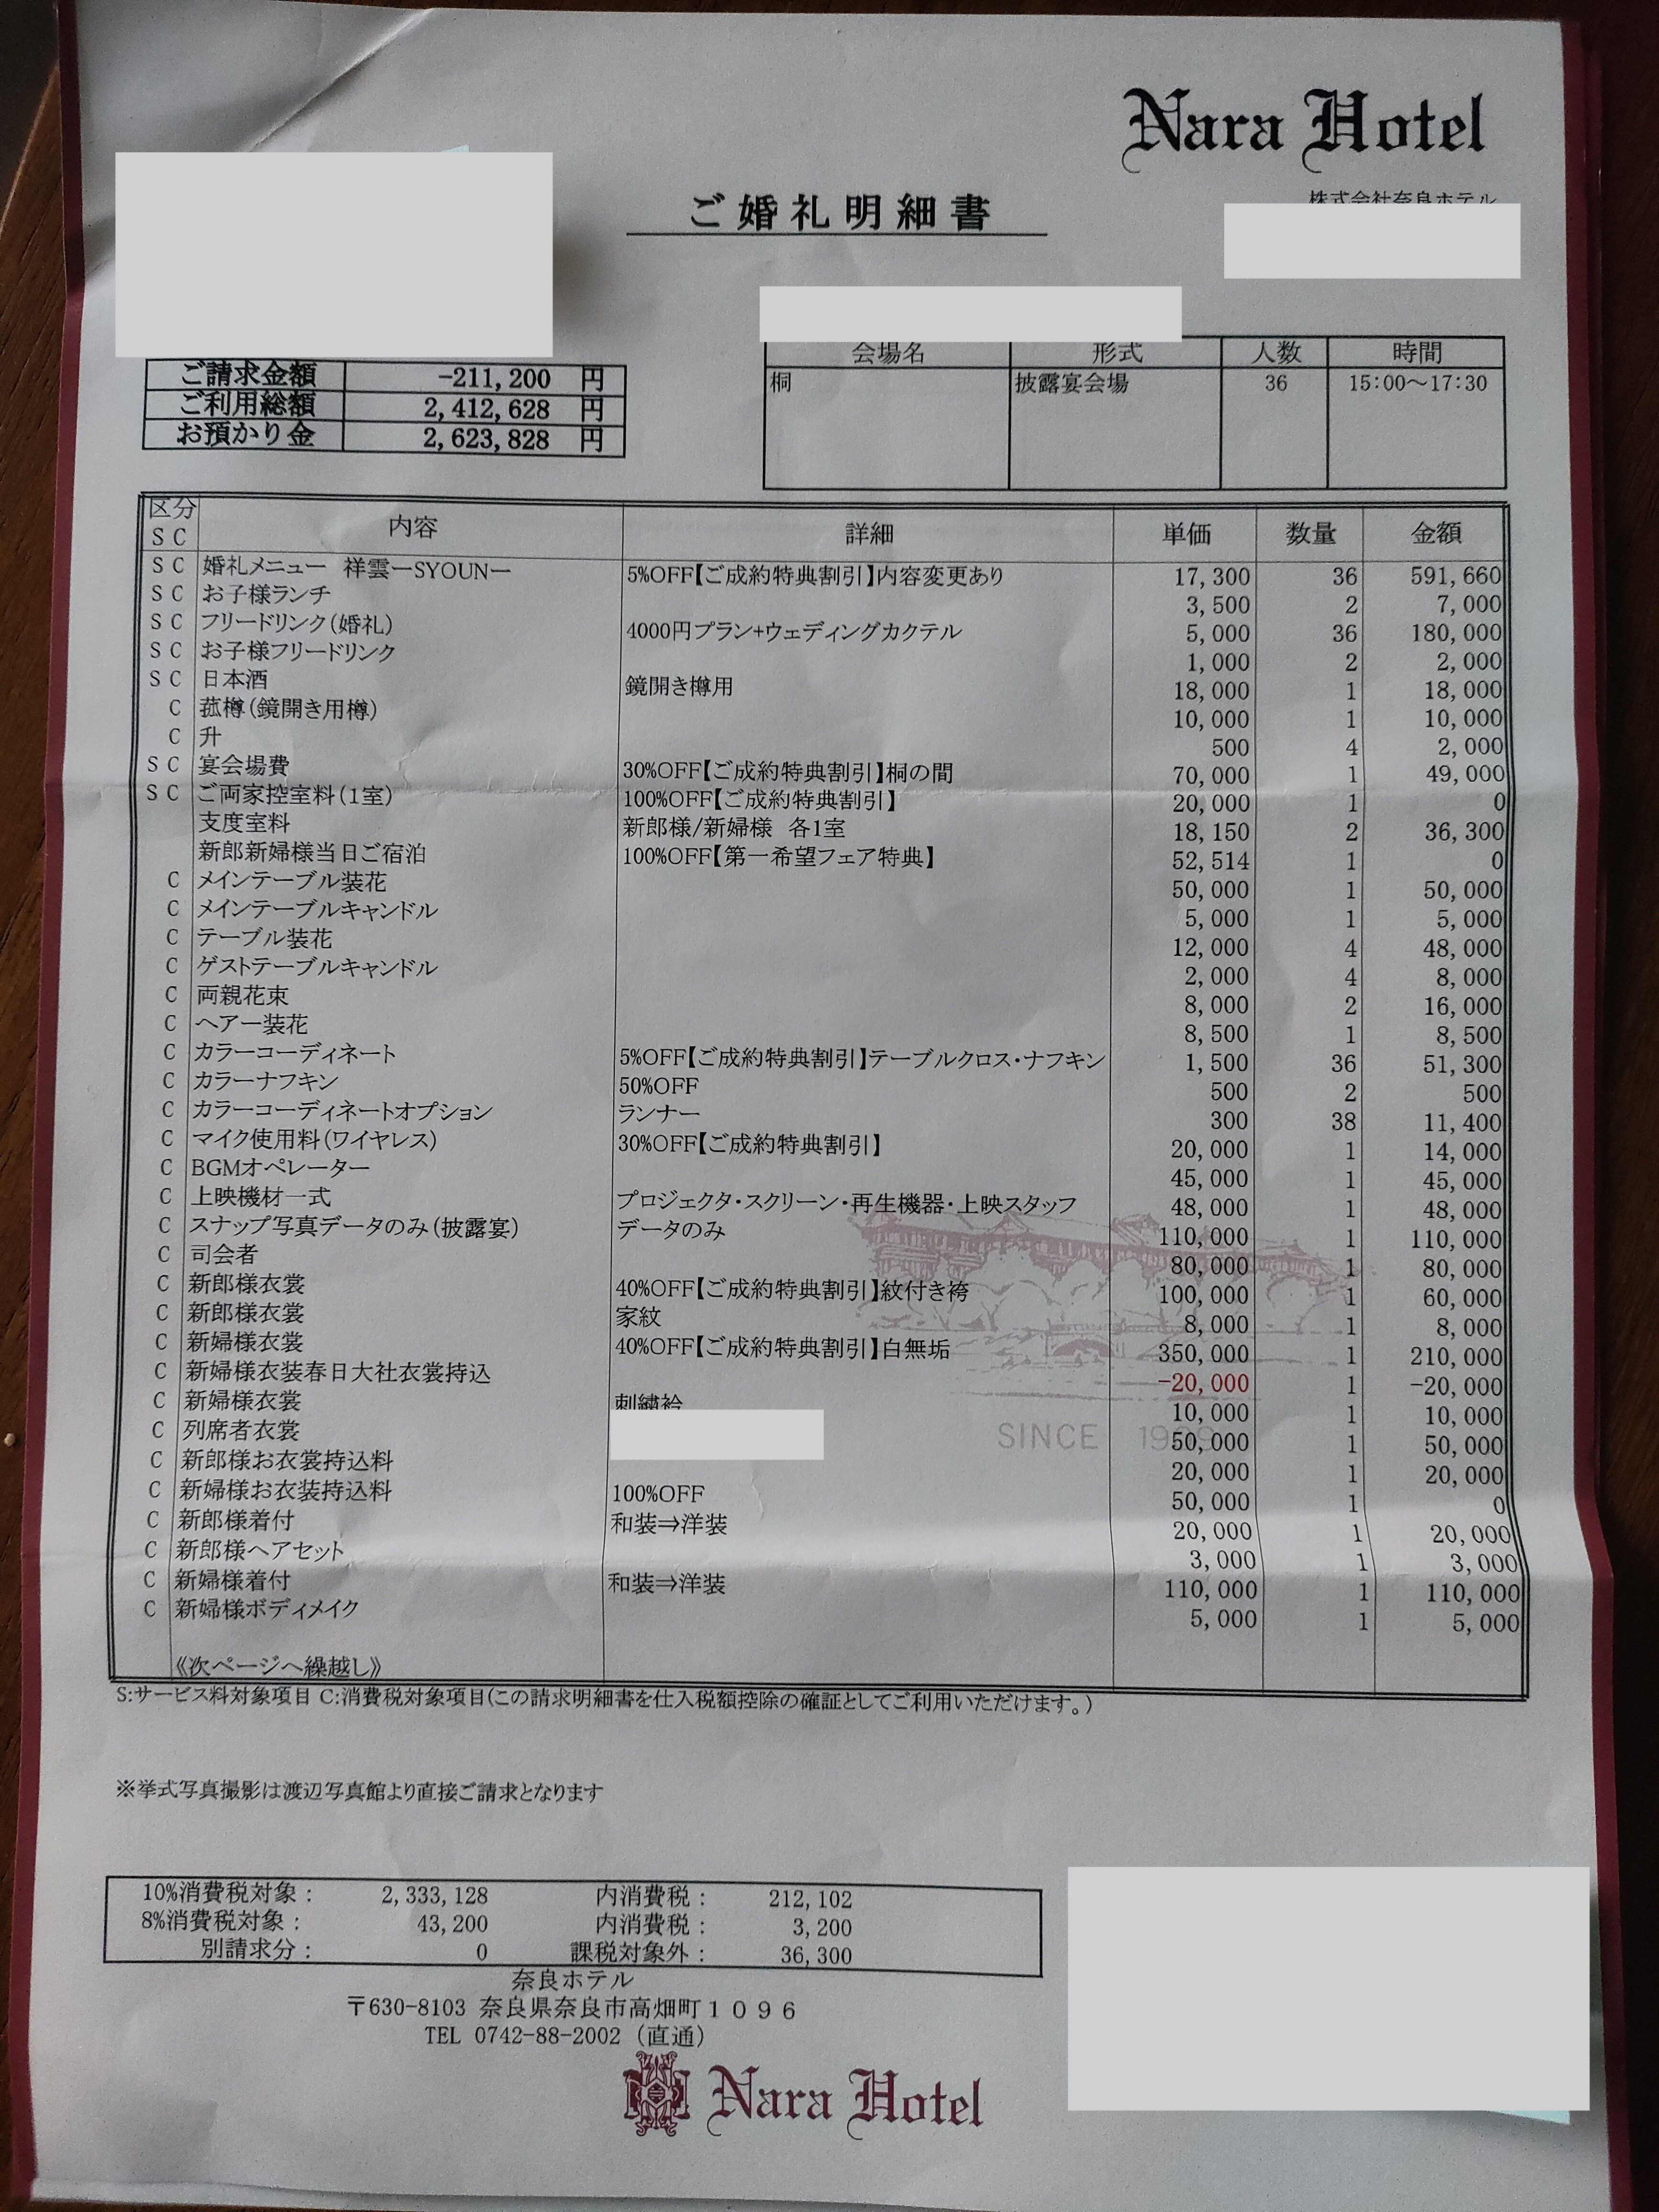 Nara Hotel
株式会社奈良ホテル
ご婚礼明細書
ご請求金額 -211,200 円
ご利用総額 2,412,628 円
お預かり金 2,623,828 円
会場名 形式 人数 時間
桐 披露宴会場 36 15:00～17:30
区分
S C 内容 詳細 単価 数量 金額
S C 婚礼メニュー 祥雲ーSYOUNー 5%OFF【ご成約特典割引】内容変更あり 17,300 36 591,660
S C お子様ランチ 3,500 2 7,000
S C フリードリンク(婚礼) 4000円プラン+ウェディングカクテル 5,000 36 180,000
S C お子様フリードリンク 1,000 2 2,000
S C 日本酒 鏡開き樽用 18,000 1 18,000
C 菰樽(鏡開き用樽) 10,000 1 10,000
C 升 500 4 2,000
S C 宴会場費 30%OFF【ご成約特典割引】桐の間 70,000 1 49,000
S C ご両家控室料(1室) 100%OFF【ご成約特典割引】 20,000 1 0
支度室料 新郎様/新婦様 各1室 18,150 2 36,300
新郎新婦様当日ご宿泊 100%OFF【第一希望フェア特典】 52,514 1 0
C メインテーブル装花 50,000 1 50,000
C メインテーブルキャンドル 5,000 1 5,000
C テーブル装花 12,000 4 48,000
C ゲストテーブルキャンドル 2,000 4 8,000
C 両親花束 8,000 2 16,000
C ヘアー装花 8,500 1 8,500
C カラーコーディネート 5%OFF【ご成約特典割引】テーブルクロス・ナフキン 1,500 36 51,300
C カラーナフキン 50%OFF 500 2 500
C カラーコーディネートオプション ランナー 300 38 11,400
C マイク使用料(ワイヤレス) 30%OFF【ご成約特典割引】 20,000 1 14,000
C BGMオペレーター 45,000 1 45,000
C 上映機材一式 プロジェクタ・スクリーン・再生機器・上映スタッフ 48,000 1 48,000
C スナップ写真データのみ(披露宴) データのみ 110,000 1 110,000
C 司会者 80,000 1 80,000
C 新郎様衣裳 40%OFF【ご成約特典割引】紋付き袴 100,000 1 60,000
C 新郎様衣裳 家紋 8,000 1 8,000
C 新婦様衣裳 40%OFF【ご成約特典割引】白無垢 350,000 1 210,000
C 新婦様衣装春日大社衣裳持込 -20,000 1 -20,000
C 新婦様衣裳 刺繍衿 10,000 1 10,000
C 列席者衣裳 50,000 1 50,000
C 新郎様お衣裳持込料 20,000 1 20,000
C 新婦様お衣装持込料 100%OFF 50,000 1 0
C 新郎様着付 和装⇒洋装 20,000 1 20,000
C 新郎様ヘアセット 3,000 1 3,000
C 新婦様着付 和装⇒洋装 110,000 1 110,000
C 新婦様ボディメイク 5,000 1 5,000
SINCE
《次ページへ繰越し》
S:サービス料対象項目 C:消費税対象項目(この請求明細書を仕入税額控除の確証としてご利用いただけます。)
※挙式写真撮影は渡辺写真館より直接ご請求となります
10%消費税対象: 2,333,128 内消費税: 212,102
8%消費税対象: 43,200 内消費税: 3,200
別請求分: 0 課税対象外: 36,300
奈良ホテル
〒630-8103 奈良県奈良市高畑町１０９６
TEL 0742-88-2002 (直通)
Nara Hotel